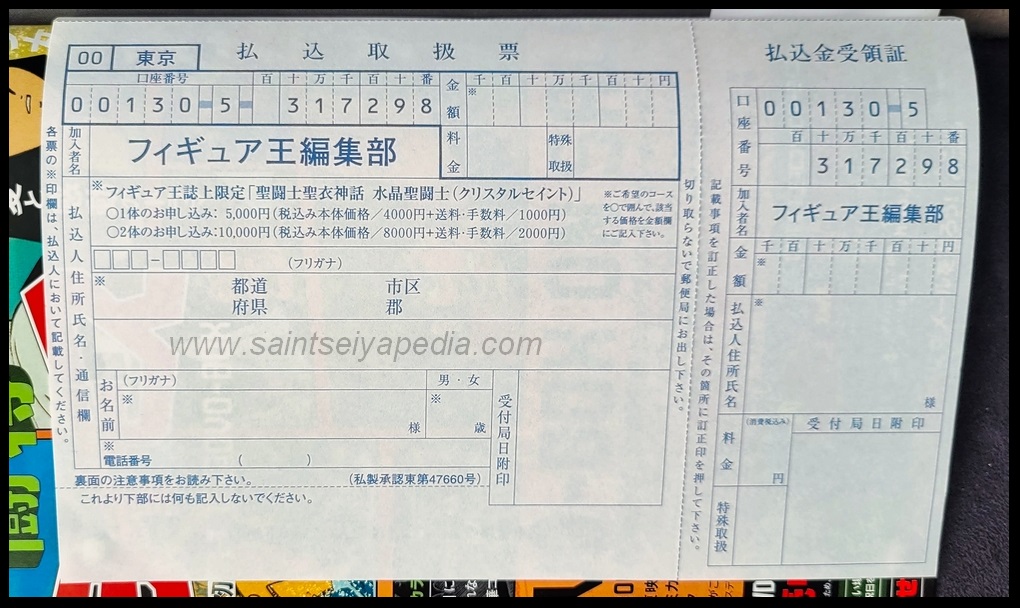 00 東京 払込取扱票
口座番号 百十万千百十番
00130-5- 317298
金額 千百十万千百十円
※
加入者名 フィギュア王編集部
料金 特殊取扱
※フィギュア王誌上限定「聖闘士聖衣神話 水晶聖闘士(クリスタルセイント)」
○1体のお申し込み: 5,000円(税込み本体価格/4000円+送料・手数料/1000円)
○2体のお申し込み:10,000円(税込み本体価格/8000円+送料・手数料/2000円)
※ご希望のコース
を○で囲んで、該当
する価格を金額欄
にご記入下さい。
払込人住所氏名・通信欄
(フリガナ)
※ 都道 市区
府県 郡
www.saintseiyapedia.com
お名前 (フリガナ) 男・女
※ 様 ※ 歳
受付局日附印
※
電話番号 ( )
裏面の注意事項をお読み下さい。 (私製承認東第47660号)
これより下部には何も記入しないでください。
各票の※印欄は、払込人において記載してください。
切り取らないで郵便局にお出し下さい。
記載事項を訂正した場合は、その箇所に訂正印を押して下さい。
払込金受領証
口座番号 00130-5
百十万千百十番
317298
加入者名 フィギュア王編集部
金額 千百十万千百十円
※
払込人住所氏名 ※
様
料金 (消費税込み) 円
受付局日附印
特殊取扱